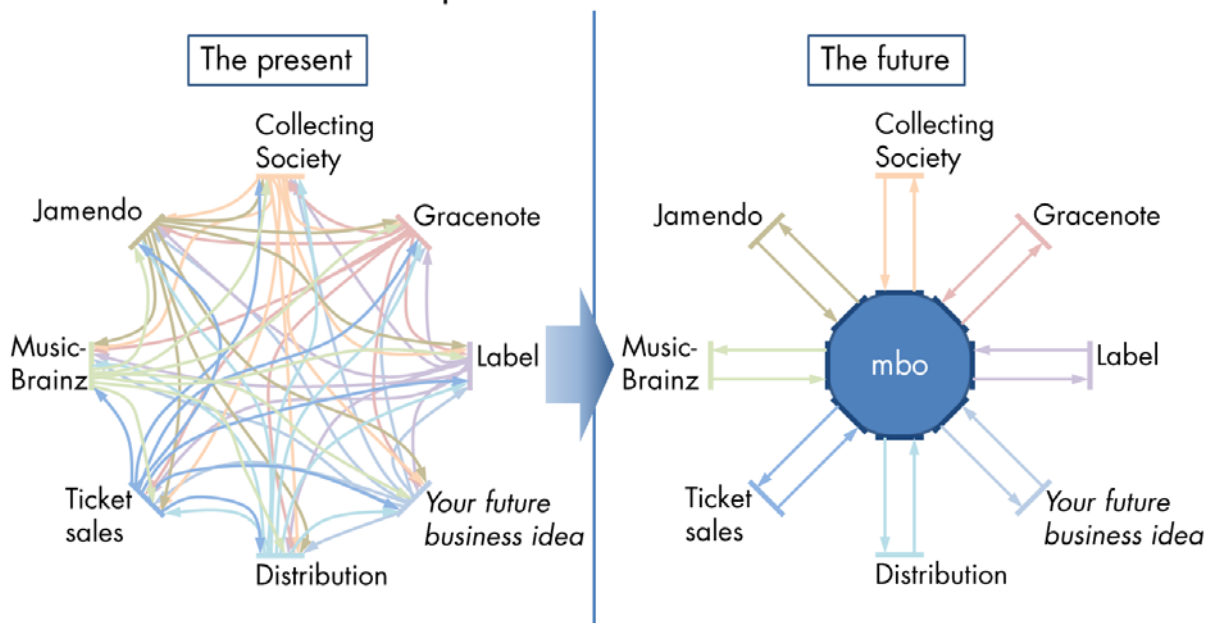 The present
Collecting
Society
Jamendo
Gracenote
Music-
Brainz
Label
Ticket
sales
Your future
business idea
Distribution
The future
Collecting
Society
Jamendo
Gracenote
Music-
Brainz
mbo
Label
Ticket
sales
Your future
business idea
Distribution